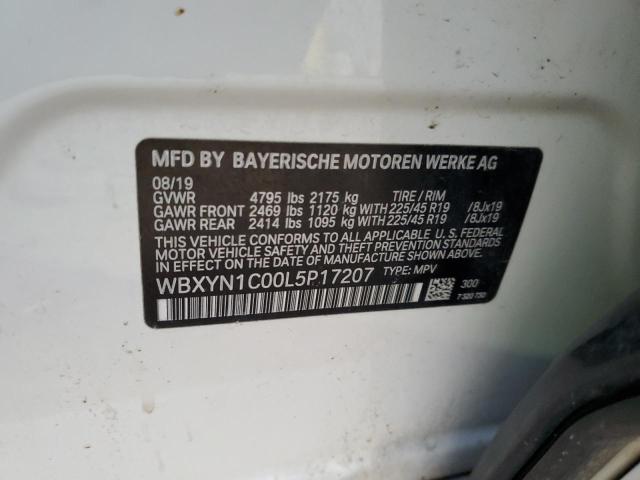 MFD BY BAYERISCHE MOTOREN WERKE AG
08/19
GVWR 4795 lbs 2175 kg TIRE / RIM
GAWR FRONT 2469 lbs 1120 kg WITH 225/45 R19 /8Jx19
GAWR REAR 2414 lbs 1095 kg WITH 225/45 R19 /8Jx19
THIS VEHICLE CONFORMS TO ALL APPLICABLE U.S. FEDERAL
MOTOR VEHICLE SAFETY AND THEFT PREVENTION STANDARDS
IN EFFECT ON THE DATE OF MANUFACTURE SHOWN ABOVE.
WBXYN1C00L5P17207 TYPE: MPV
300
7 520 730